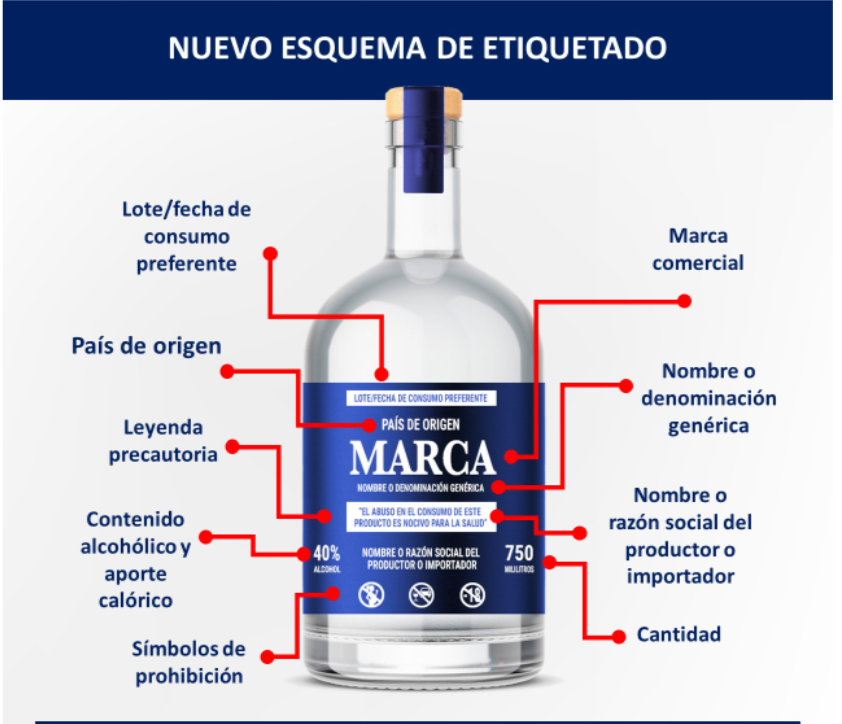 NUEVO ESQUEMA DE ETIQUETADO
Lote/fecha de
consumo
preferente
País de origen
Leyenda
precautoria
Contenido
alcohólico y
aporte
calórico
Símbolos de
prohibición
LOTE/FECHA DE CONSUMO PREFERENTE
PAÍS DE ORIGEN
MARCA
NOMBRE O DENOMINACIÓN GENÉRICA
"EL ABUSO EN EL CONSUMO DE ESTE
PRODUCTO ES NOCIVO PARA LA SALUD"
40%
ALCOHOL
NOMBRE O RAZÓN SOCIAL DEL
PRODUCTOR O IMPORTADOR
750
MILILITROS
-18
Marca
comercial
Nombre o
denominación
genérica
Nombre o
razón social del
productor o
importador
Cantidad